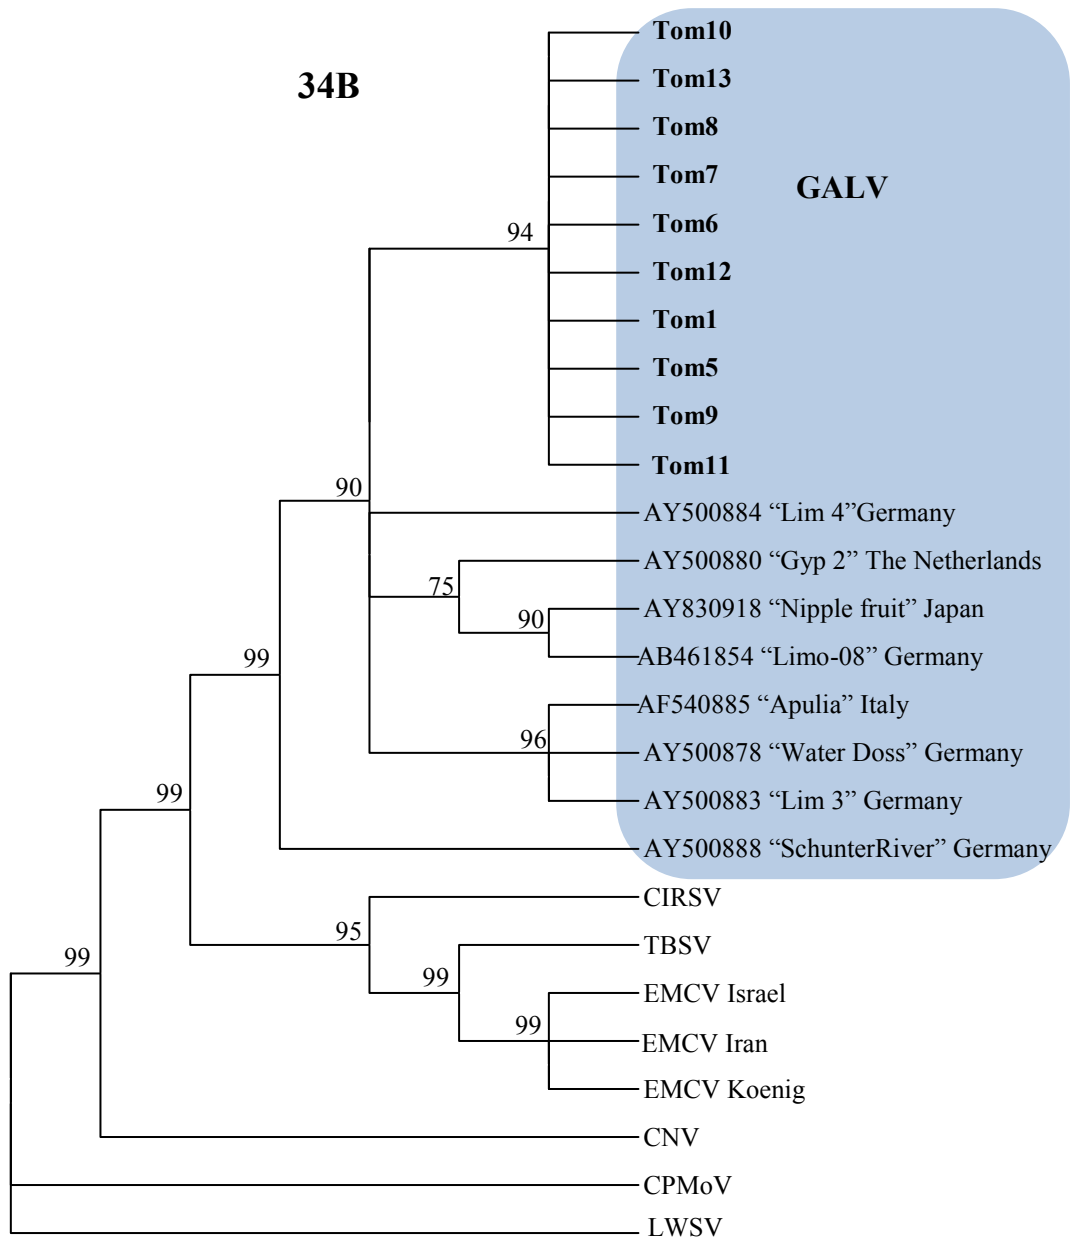 Tom10
34B
Tom13
Tom8
Tom7
GALV
Tom6
94
Tom12
Tom1
Tom5
Tom9
Tom11
90
AY500884 “Lim 4”Germany
AY500880 “Gyp 2” The Netherlands
75
AY830918 “Nipple fruit” Japan
90
AB461854 “Limo-08” Germany
99
AF540885 “Apulia” Italy
96
AY500878 “Water Doss” Germany
99
AY500883 “Lim 3” Germany
AY500888 “SchunterRiver” Germany
CIRSV
95
TBSV
99
99
EMCV Israel
99
EMCV Iran
EMCV Koenig
CNV
CPMoV
LWSV